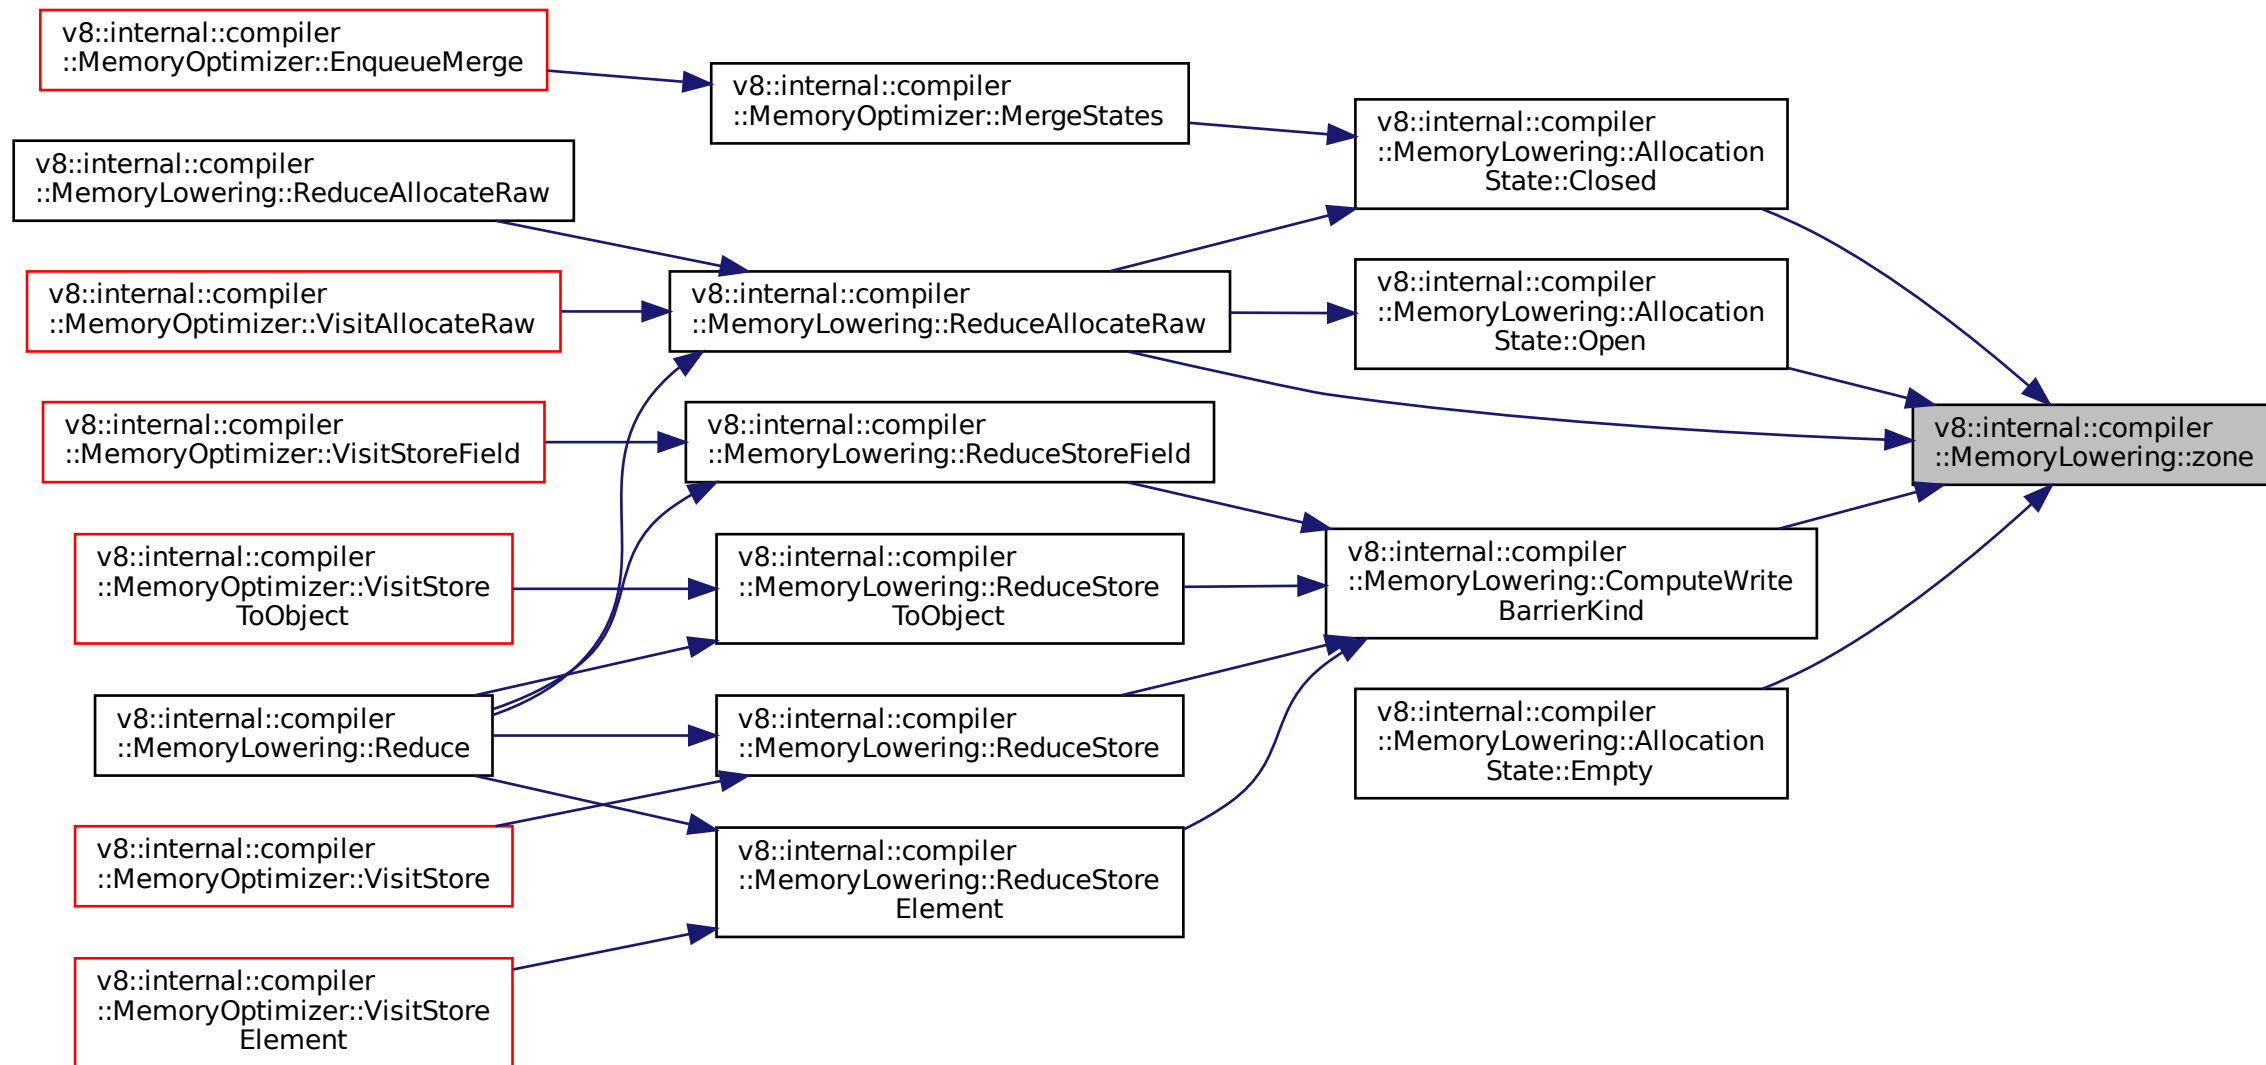 v8::internal::compiler
::MemoryOptimizer::EnqueueMerge
v8::internal::compiler
::MemoryLowering::ReduceAllocateRaw
v8::internal::compiler
::MemoryOptimizer::VisitAllocateRaw
v8::internal::compiler
::MemoryOptimizer::VisitStoreField
v8::internal::compiler
::MemoryOptimizer::VisitStore
ToObject
v8::internal::compiler
::MemoryLowering::Reduce
v8::internal::compiler
::MemoryOptimizer::VisitStore
v8::internal::compiler
::MemoryOptimizer::VisitStore
Element
v8::internal::compiler
::MemoryOptimizer::MergeStates
v8::internal::compiler
::MemoryLowering::ReduceAllocateRaw
v8::internal::compiler
::MemoryLowering::ReduceStoreField
v8::internal::compiler
::MemoryLowering::ReduceStore
ToObject
v8::internal::compiler
::MemoryLowering::ReduceStore
v8::internal::compiler
::MemoryLowering::ReduceStore
Element
v8::internal::compiler
::MemoryLowering::Allocation
State::Closed
v8::internal::compiler
::MemoryLowering::Allocation
State::Open
v8::internal::compiler
::MemoryLowering::ComputeWrite
BarrierKind
v8::internal::compiler
::MemoryLowering::Allocation
State::Empty
v8::internal::compiler
::MemoryLowering::zone